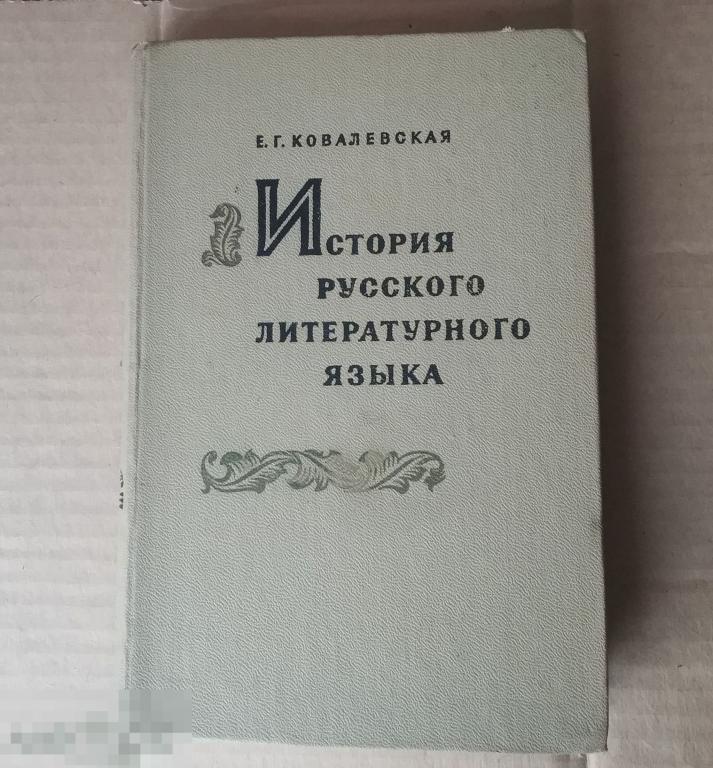 Е. Г. КОВАЛЕВСКАЯ
ИСТОРИЯ
РУССКОГО
ЛИТЕРАТУРНОГО
ЯЗЫКА